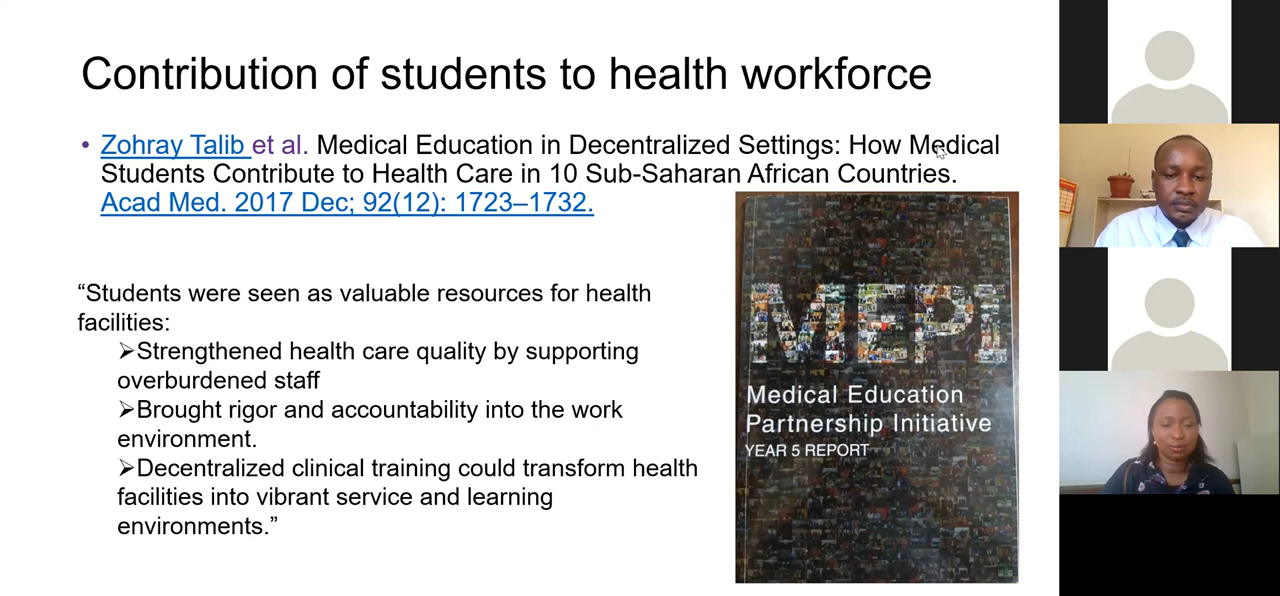 Contribution of students to health workforce
• Zohray Talib et al. Medical Education in Decentralized Settings: How Medical
Students Contribute to Health Care in 10 Sub-Saharan African Countries.
Acad Med. 2017 Dec; 92(12): 1723–1732.
“Students were seen as valuable resources for health
facilities:
➢Strengthened health care quality by supporting
overburdened staff
➢Brought rigor and accountability into the work
environment.
➢Decentralized clinical training could transform health
facilities into vibrant service and learning
environments.”
MEPI
Medical Education
Partnership Initiative
YEAR 5 REPORT